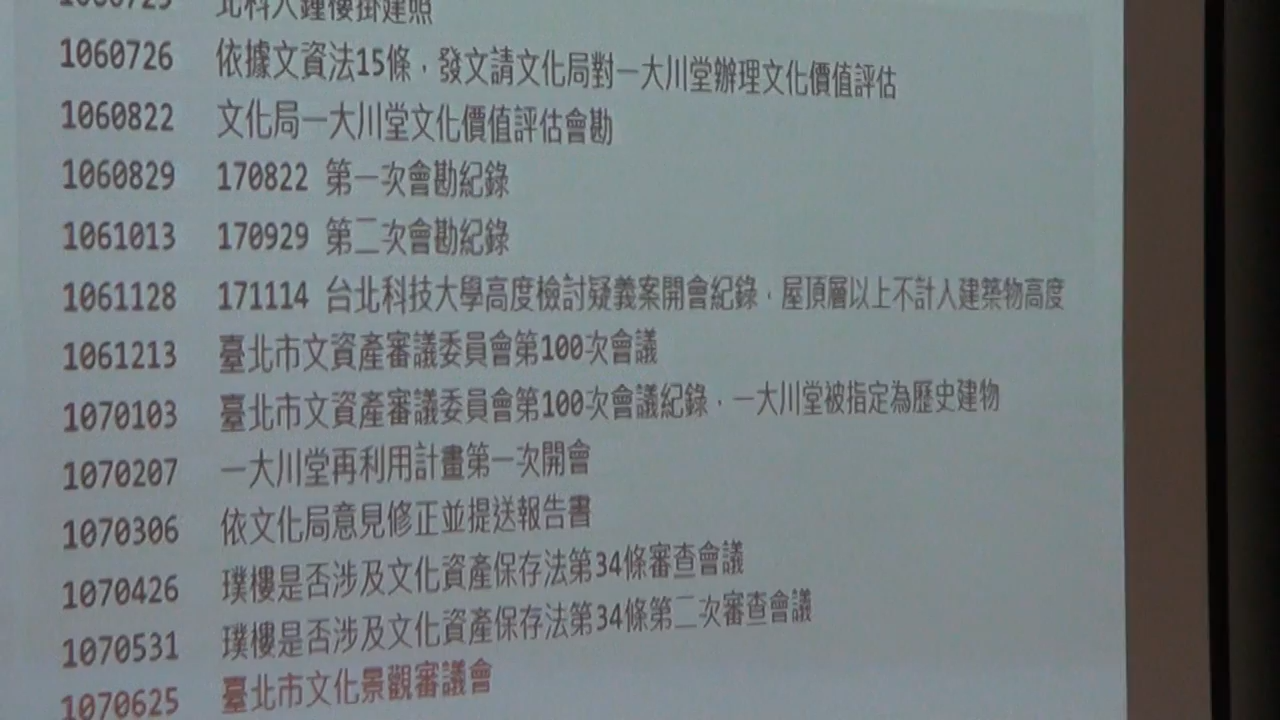 1060726 依據文資法15條，發文請文化局對一大川堂辦理文化價值評估
1060822 文化局一大川堂文化價值評估會勘
1060829 170822 第一次會勘紀錄
1061013 170929 第二次會勘紀錄
1061128 171114 台北科技大學高度檢討疑義案開會紀錄，屋頂層以上不計入建築物高度
1061213 臺北市文資產審議委員會第100次會議
1070103 臺北市文資產審議委員會第100次會議紀錄，一大川堂被指定為歷史建物
1070207 一大川堂再利用計畫第一次開會
1070306 依文化局意見修正並提送報告書
1070426 璞樓是否涉及文化資產保存法第34條審查會議
1070531 璞樓是否涉及文化資產保存法第34條第二次審查會議
1070625 臺北市文化景觀審議會